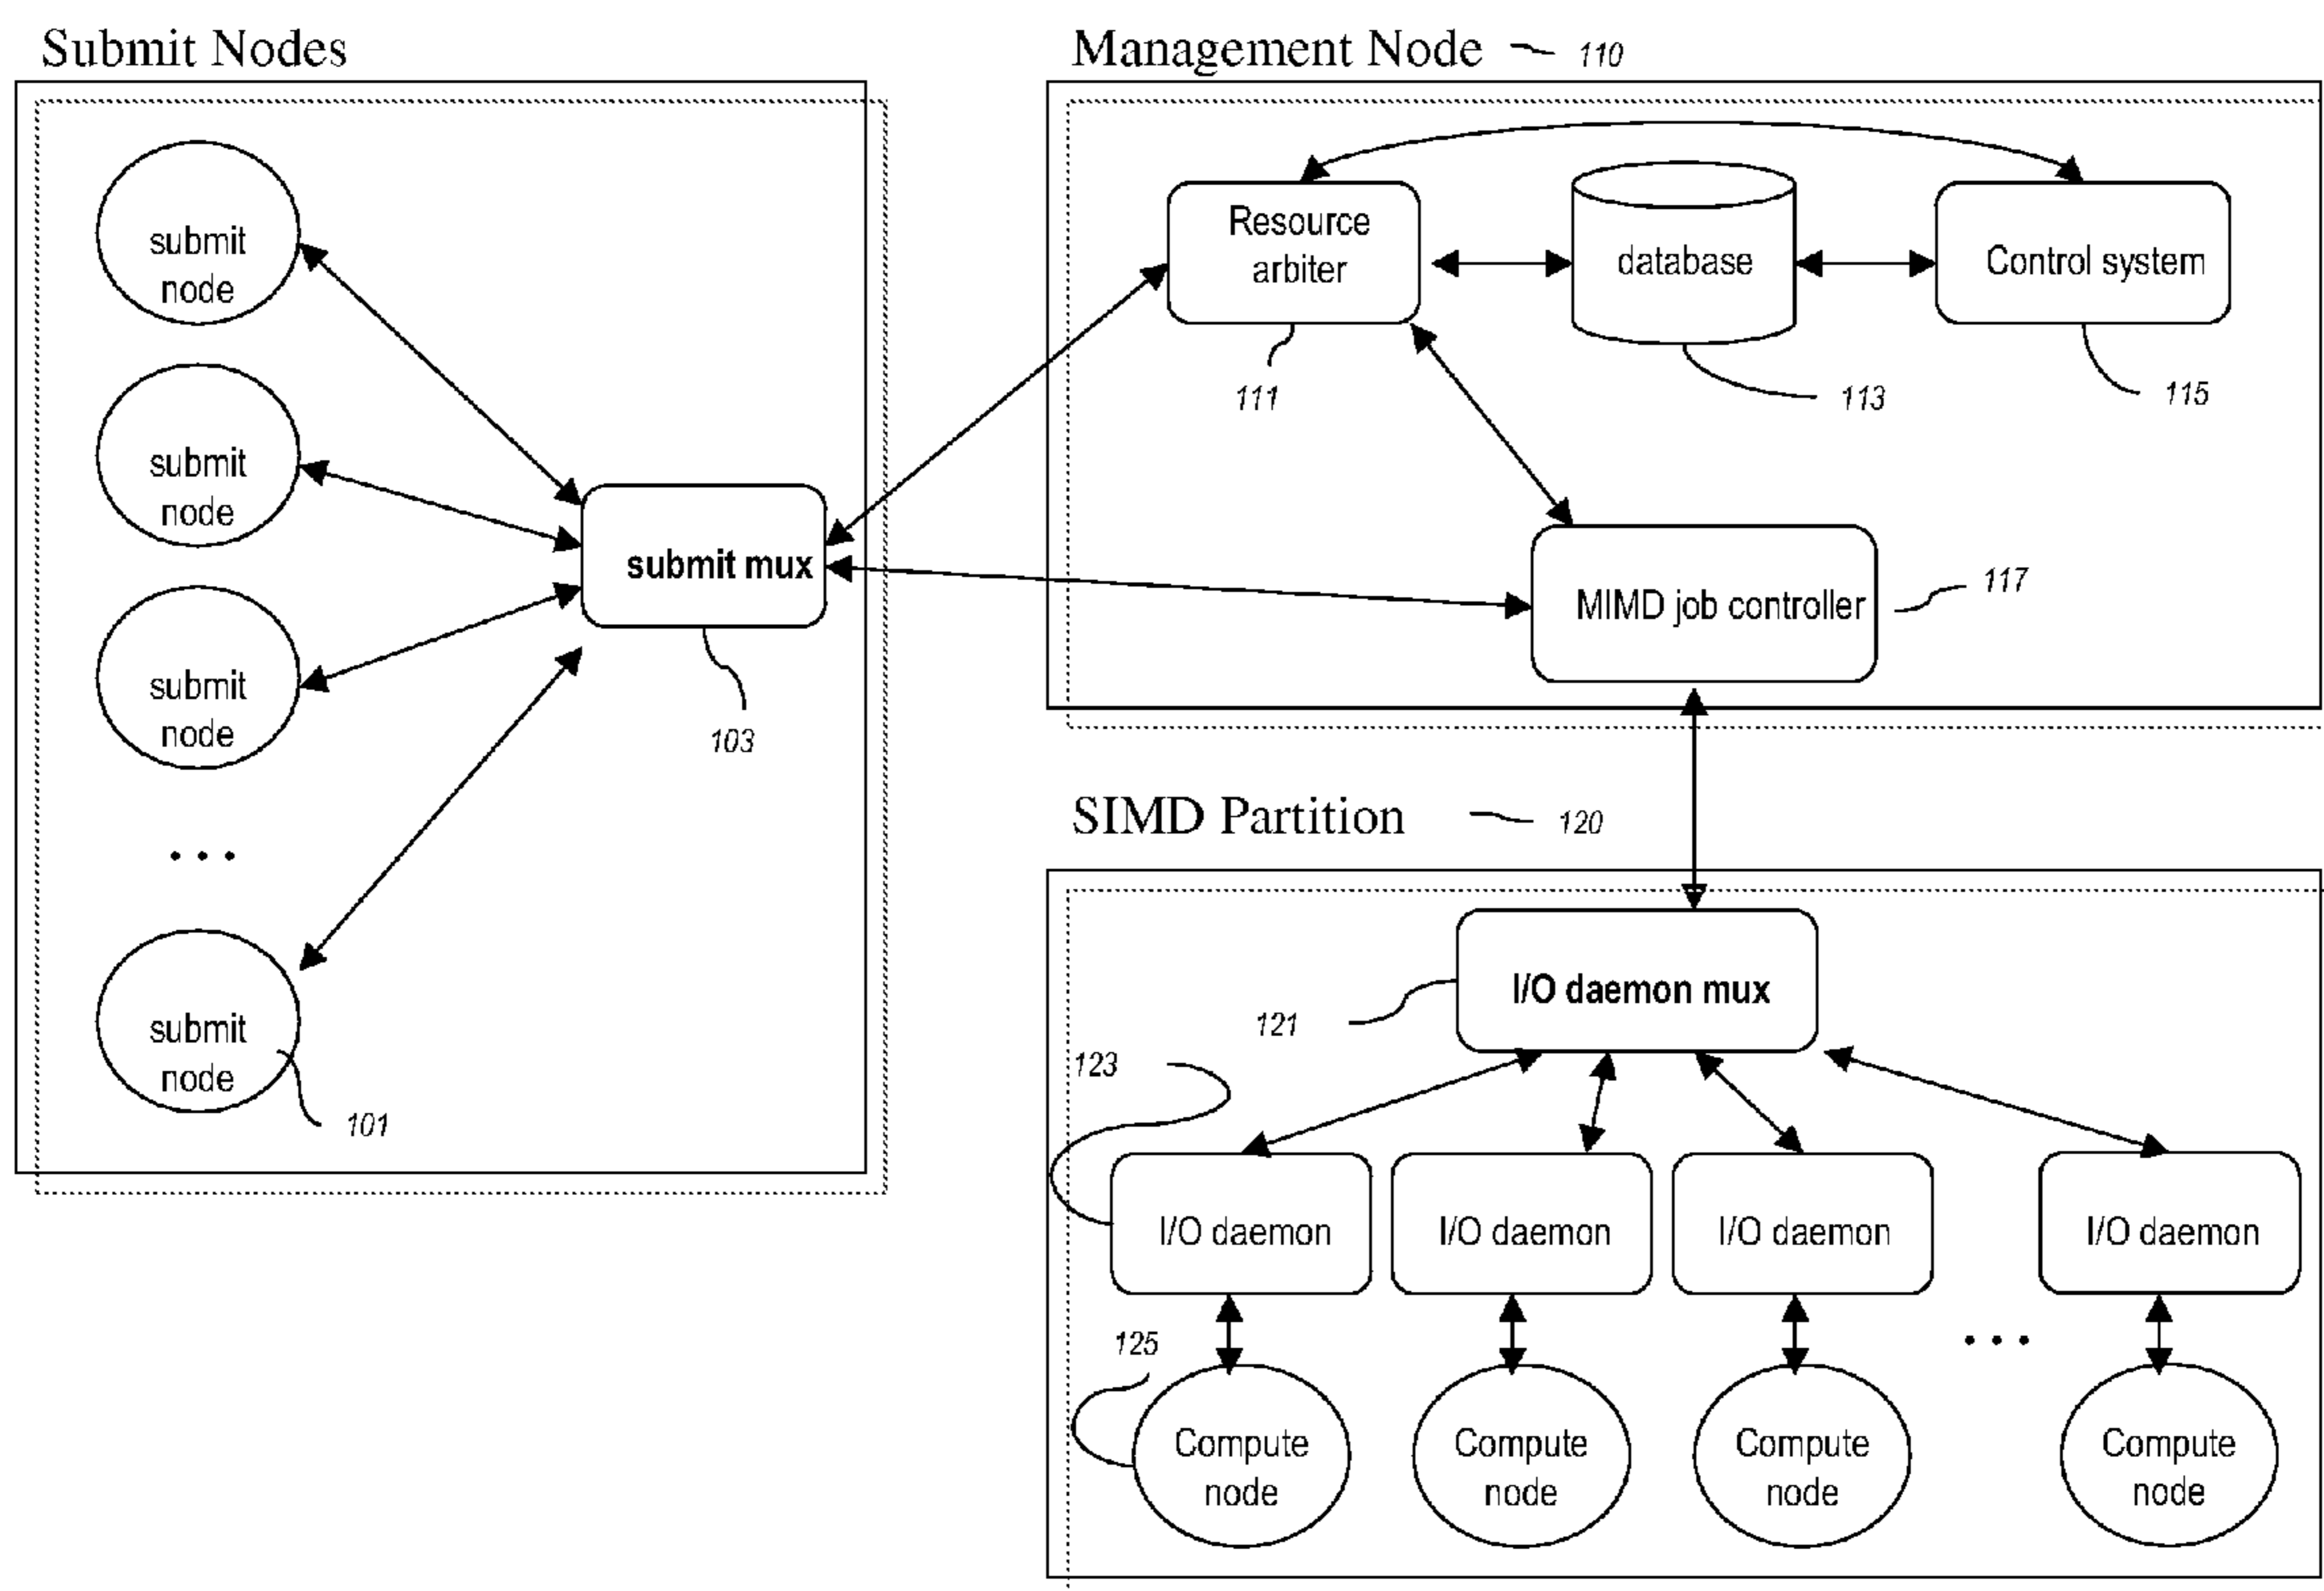 Submit Nodes
submit
node
submit
node
submit
node
...
submit
node
101
submit mux
103
Management Node 110
Resource
arbiter
111
database
113
Control system
115
MIMD job controller
117
SIMD Partition 120
I/O daemon mux
121
123
I/O daemon I/O daemon I/O daemon I/O daemon
125
...
Compute
node
Compute
node
Compute
node
Compute
node